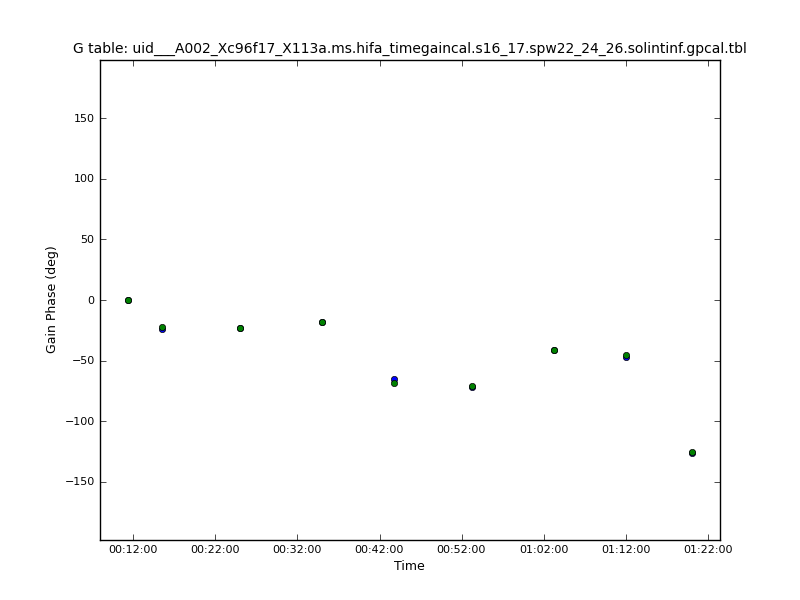 G table: uid___A002_Xc96f17_X113a.ms.hifa_timegaincal.s16_17.spw22_24_26.solintinf.gpcal.tbl
150
100
50
0
−50
−100
−150
Gain Phase (deg)
00:12:00 00:22:00 00:32:00 00:42:00 00:52:00 01:02:00 01:12:00 01:22:00
Time